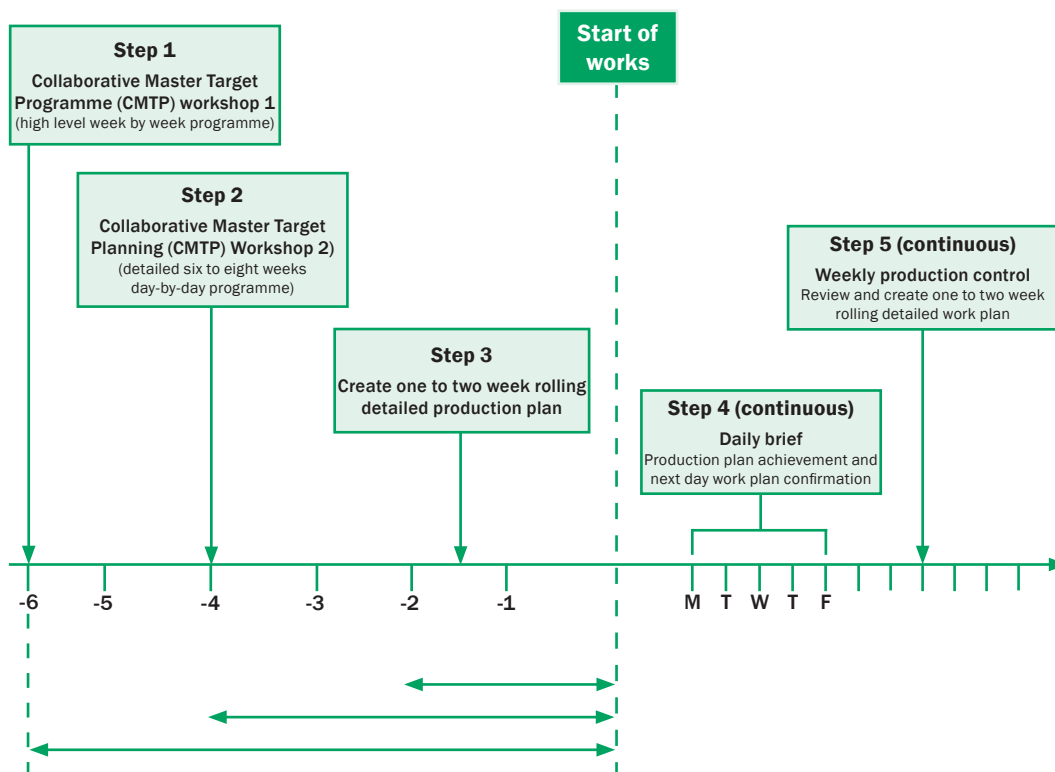 Step 1
Collaborative Master Target
Programme (CMTP) workshop 1
(high level week by week programme)
Start of
works
Step 2
Collaborative Master Target
Planning (CMTP) Workshop 2)
(detailed six to eight weeks
day-by-day programme)
Step 3
Create one to two week rolling
detailed production plan
Step 4 (continuous)
Daily brief
Production plan achievement and
next day work plan confirmation
Step 5 (continuous)
Weekly production control
Review and create one to two week
rolling detailed work plan
-6 -5 -4 -3 -2 -1 M T W T F